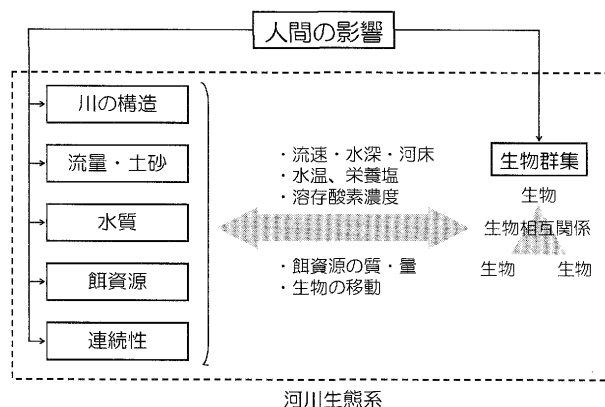 人間の影響
川の構造
流量・土砂
水質
餌資源
連続性
・流速・水深・河床
・水温、栄養塩
・溶存酸素濃度
・餌資源の質・量
・生物の移動
生物群集
生物
生物相互関係
生物 生物
河川生態系